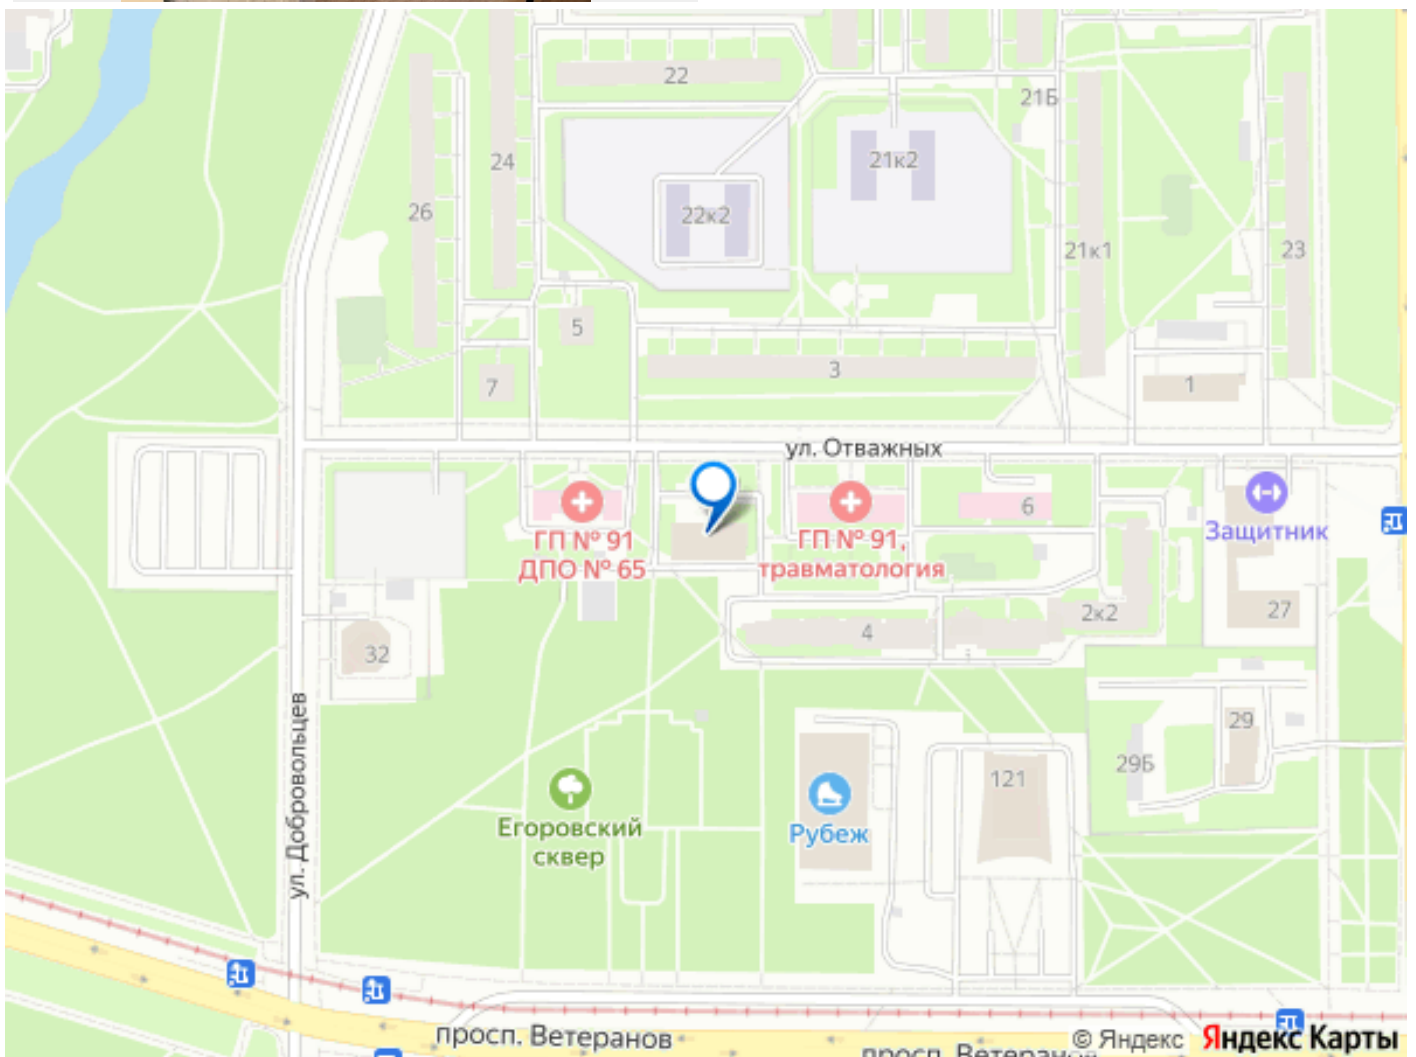 22
21Б
24
21к2
26
22к2
21к1
23
5
3
7
1
ул. Отважных
6
Защитник
ГП № 91
ДПО № 65
ГП № 91,
травматология
27
2к2
4
32
29
ул. Добровольцев
29Б
121
Егоровский
сквер
Рубеж
просп. Ветеранов
© Яндекс
Яндекс Карты
просп. Ветеранов